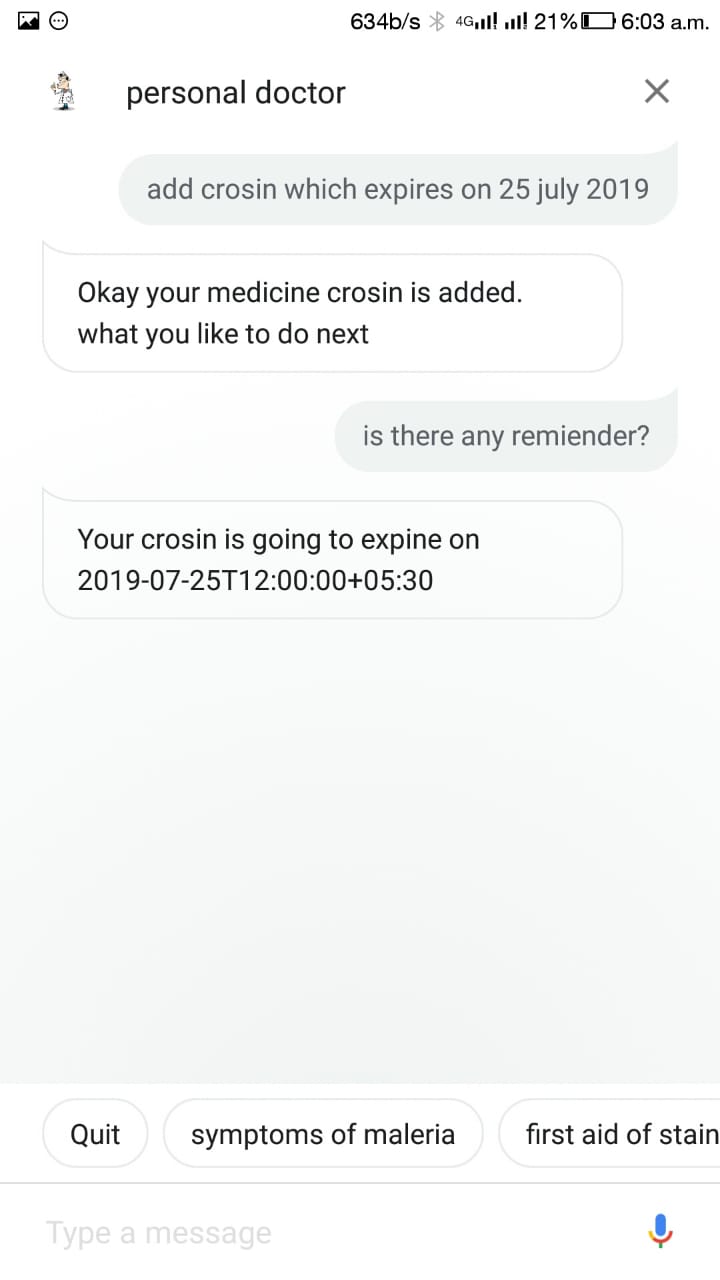 634b/s 4G 21% 6:03 a.m.
personal doctor
add crosin which expires on 25 july 2019
Okay your medicine crosin is added.
what you like to do next
is there any remiender?
Your crosin is going to expine on
2019-07-25T12:00:00+05:30
Quit
symptoms of maleria
first aid of stain
Type a message